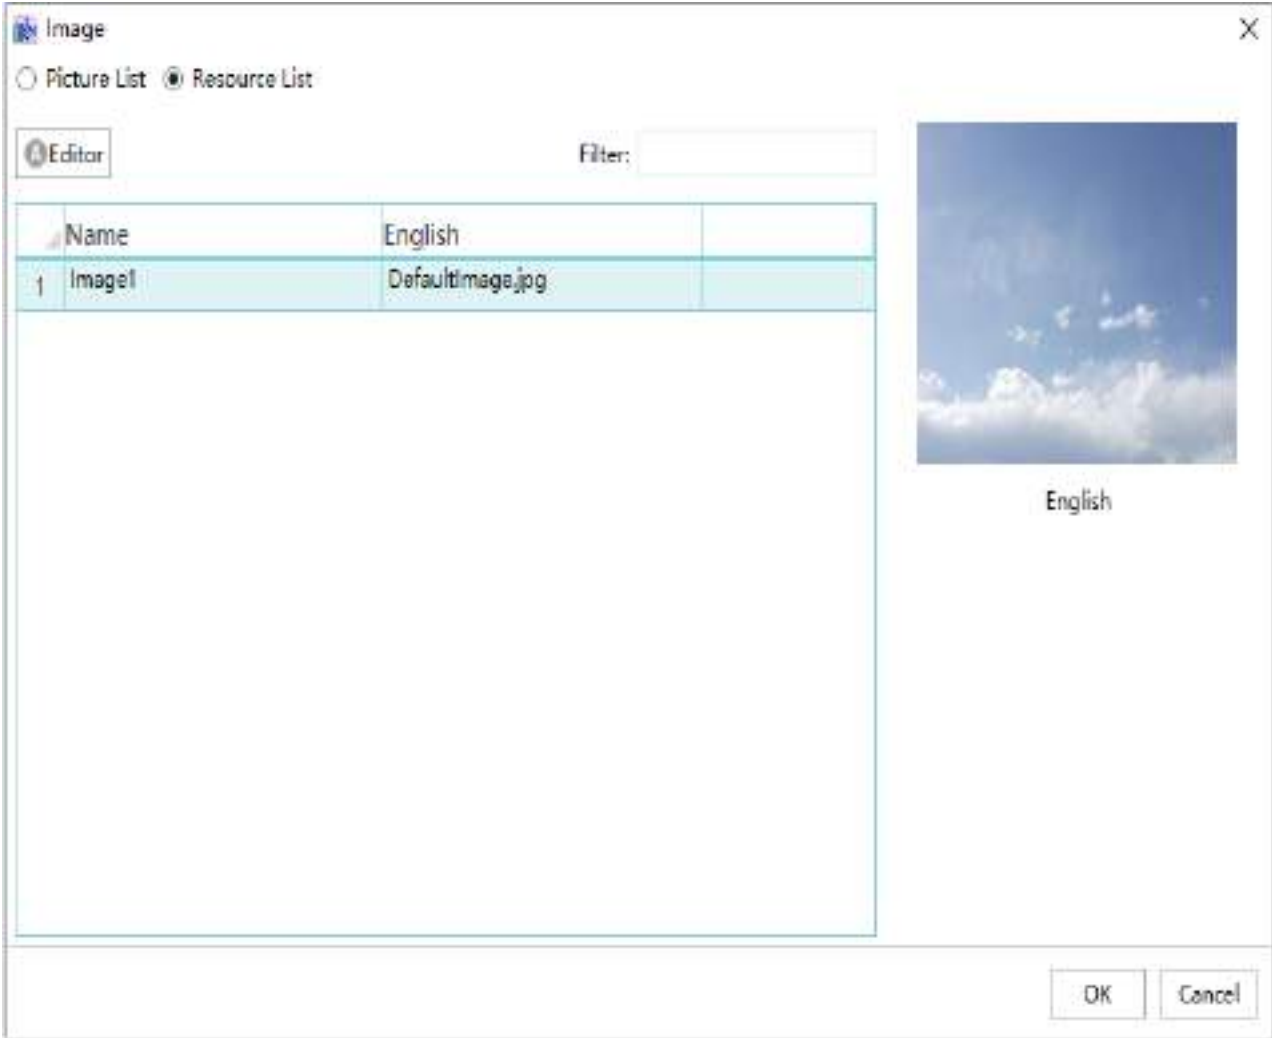 Image
Picture List Resource List
Editor Filter:
Name English
1 Image1 DefaultImage.jpg
English
OK Cancel